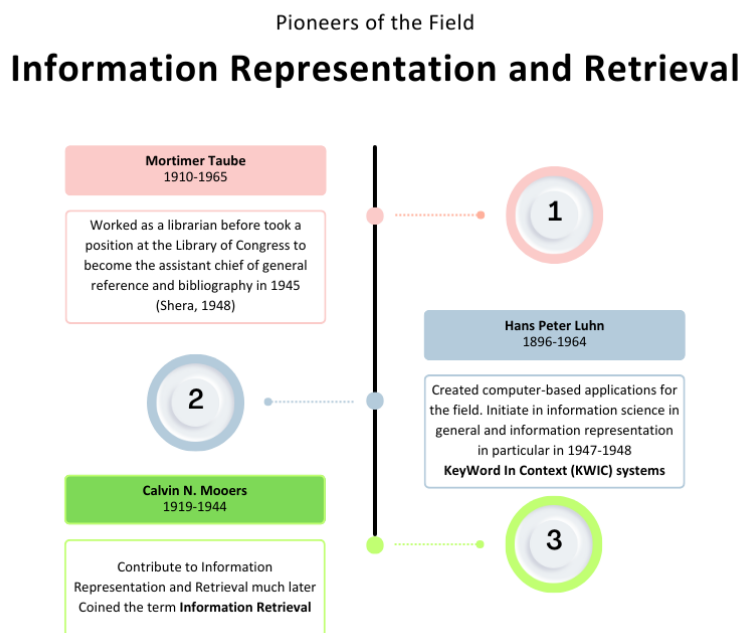 Pioneers of the Field
Information Representation and Retrieval
Mortimer Taube
1910-1965
Worked as a librarian before took a
position at the Library of Congress to
become the assistant chief of general
reference and bibliography in 1945
(Shera, 1948)
1
Hans Peter Luhn
1896-1964
Created computer-based applications for
the field. Initiate in information science in
general and information representation
in particular in 1947-1948
KeyWord In Context (KWIC) systems
2
Calvin N. Mooers
1919-1944
Contribute to Information
Representation and Retrieval much later
Coined the term Information Retrieval
3